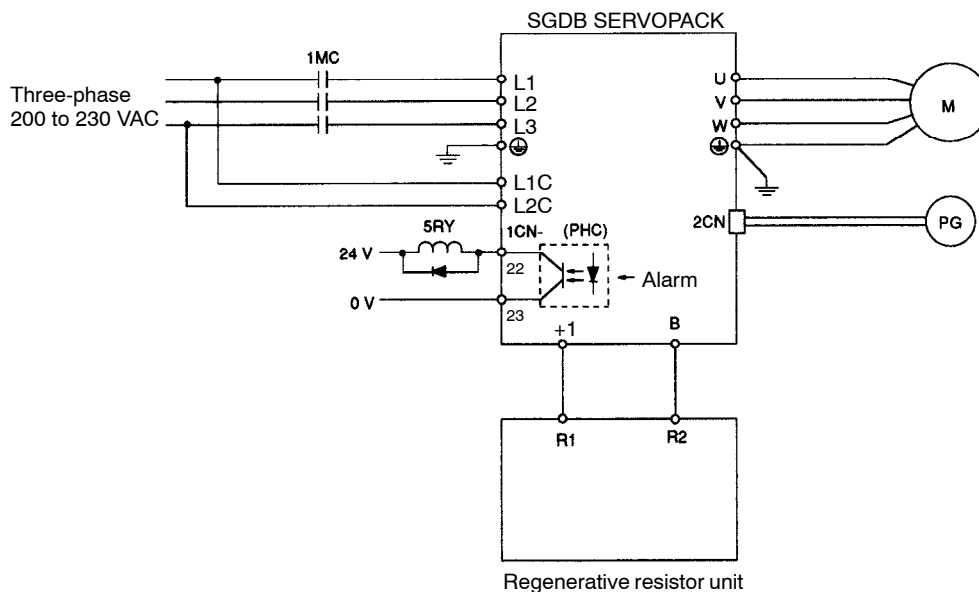 SGDB SERVOPACK
1MC
Three-phase
200 to 230 VAC
L1
L2
L3
L1C
L2C
U
V
W
M
2CN
PG
5RY
24 V
0 V
1CN-
(PHC)
22
23
Alarm
+1
B
R1
R2
Regenerative resistor unit